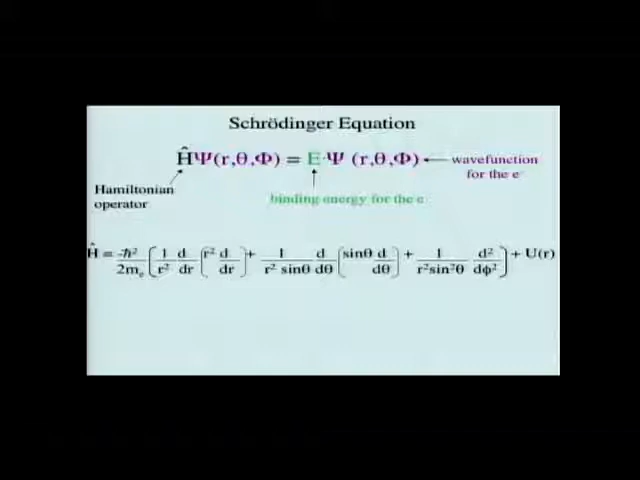 Schrödinger Equation
ĤΨ(r,θ,Φ) = E·Ψ (r,θ,Φ)
wavefunction
for the e⁻
Hamiltonian
operator
binding energy for the e⁻
Ĥ = -ħ²/2mₑ [1/r² d/dr (r² d/dr) + 1/r² sinθ d/dθ (sinθ d/dθ) + 1/r²sin²θ d²/dϕ²] + U(r)